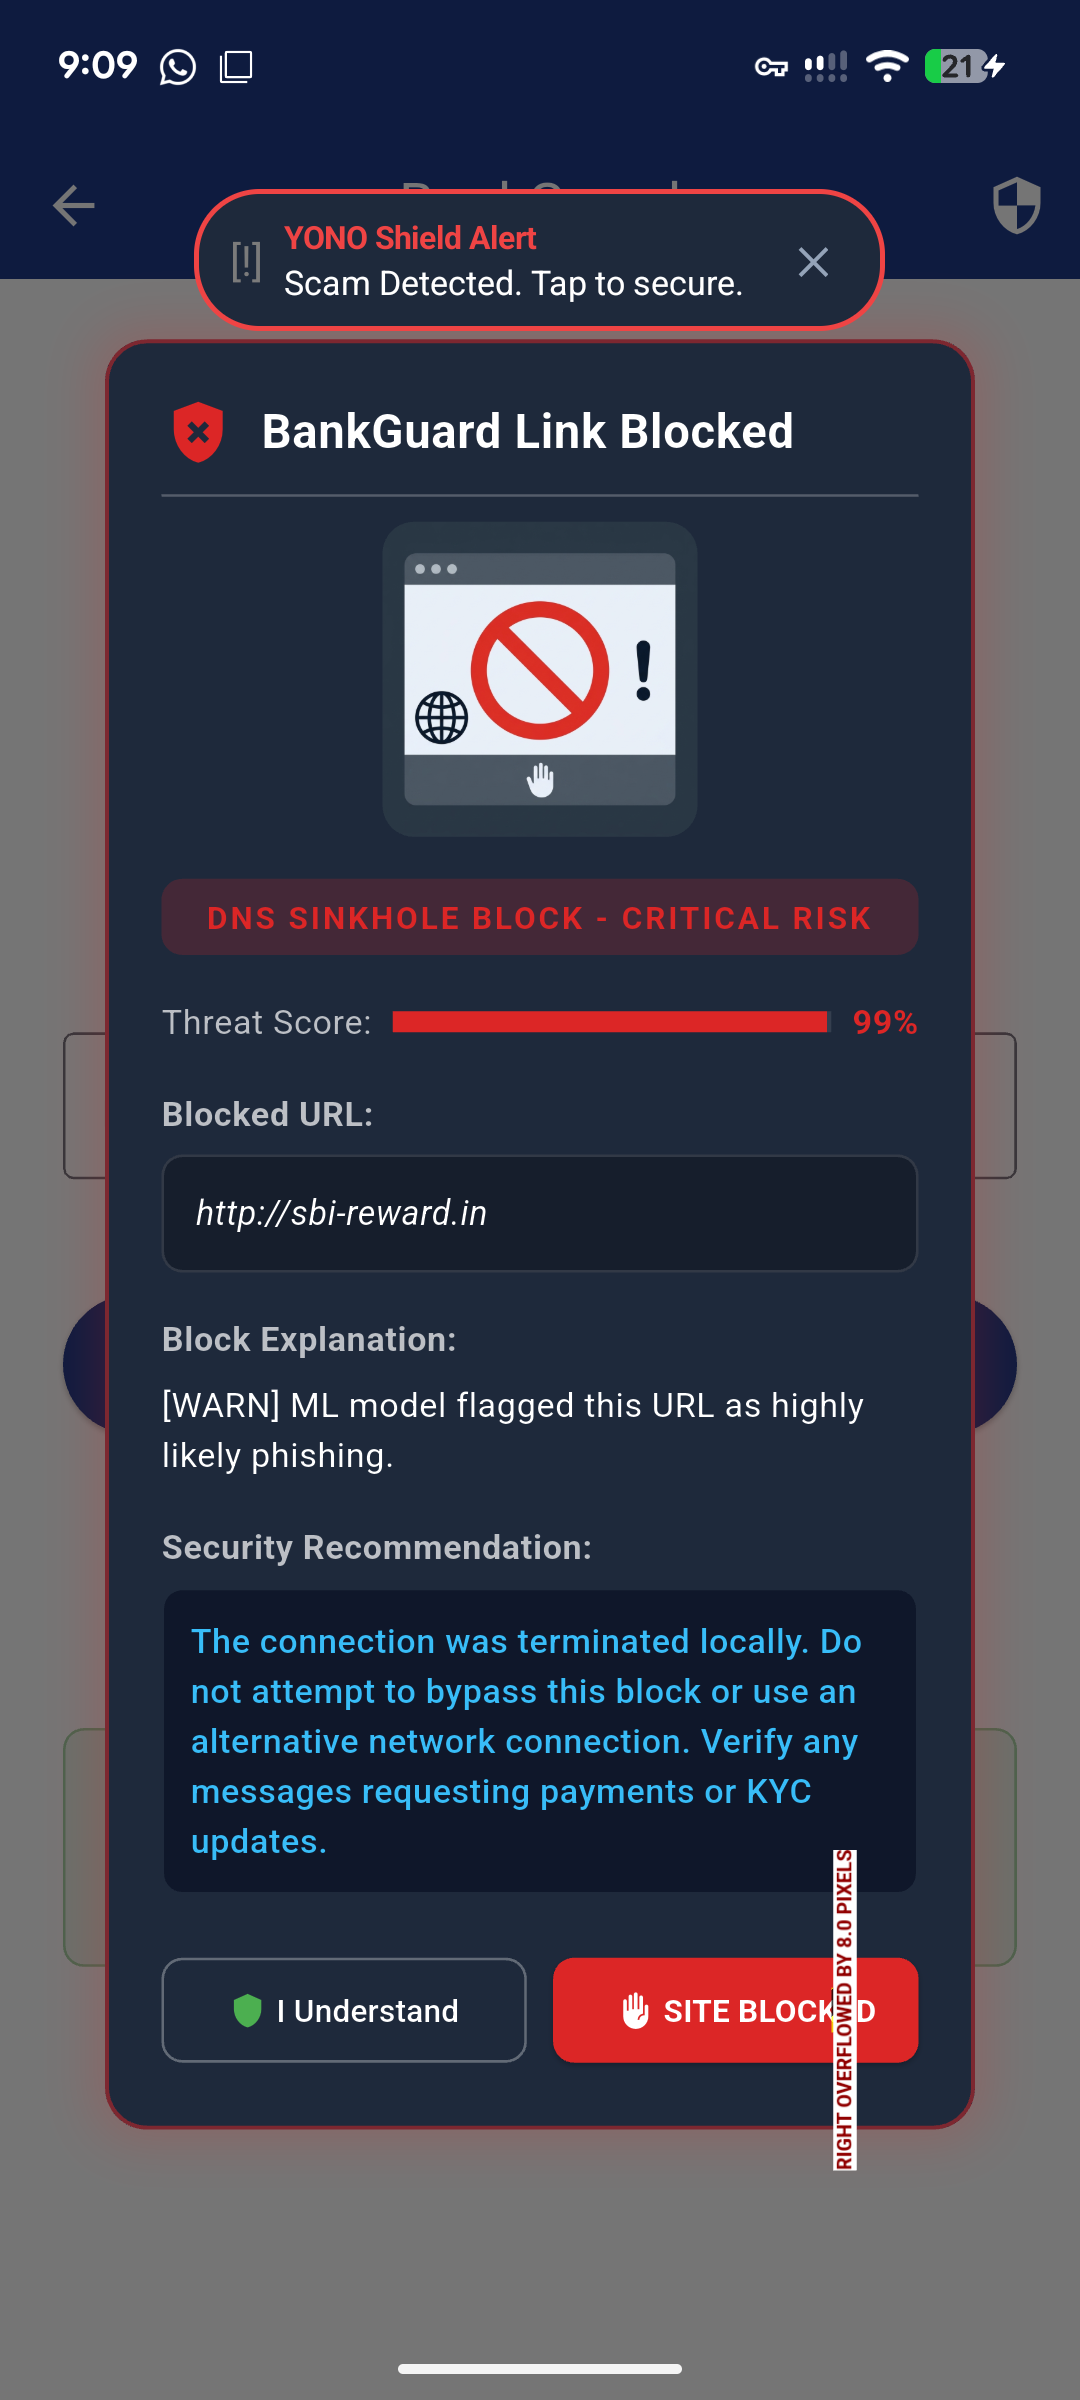 9:09
21
YONO Shield Alert
[!]
Scam Detected. Tap to secure.
BankGuard Link Blocked
!
DNS SINKHOLE BLOCK - CRITICAL RISK
Threat Score: 99%
Blocked URL:
http://sbi-reward.in
Block Explanation:
[WARN] ML model flagged this URL as highly
likely phishing.
Security Recommendation:
The connection was terminated locally. Do
not attempt to bypass this block or use an
alternative network connection. Verify any
messages requesting payments or KYC
updates.
I Understand
SITE BLOCKED
RIGHT OVERFLOWED BY 8.0 PIXELS